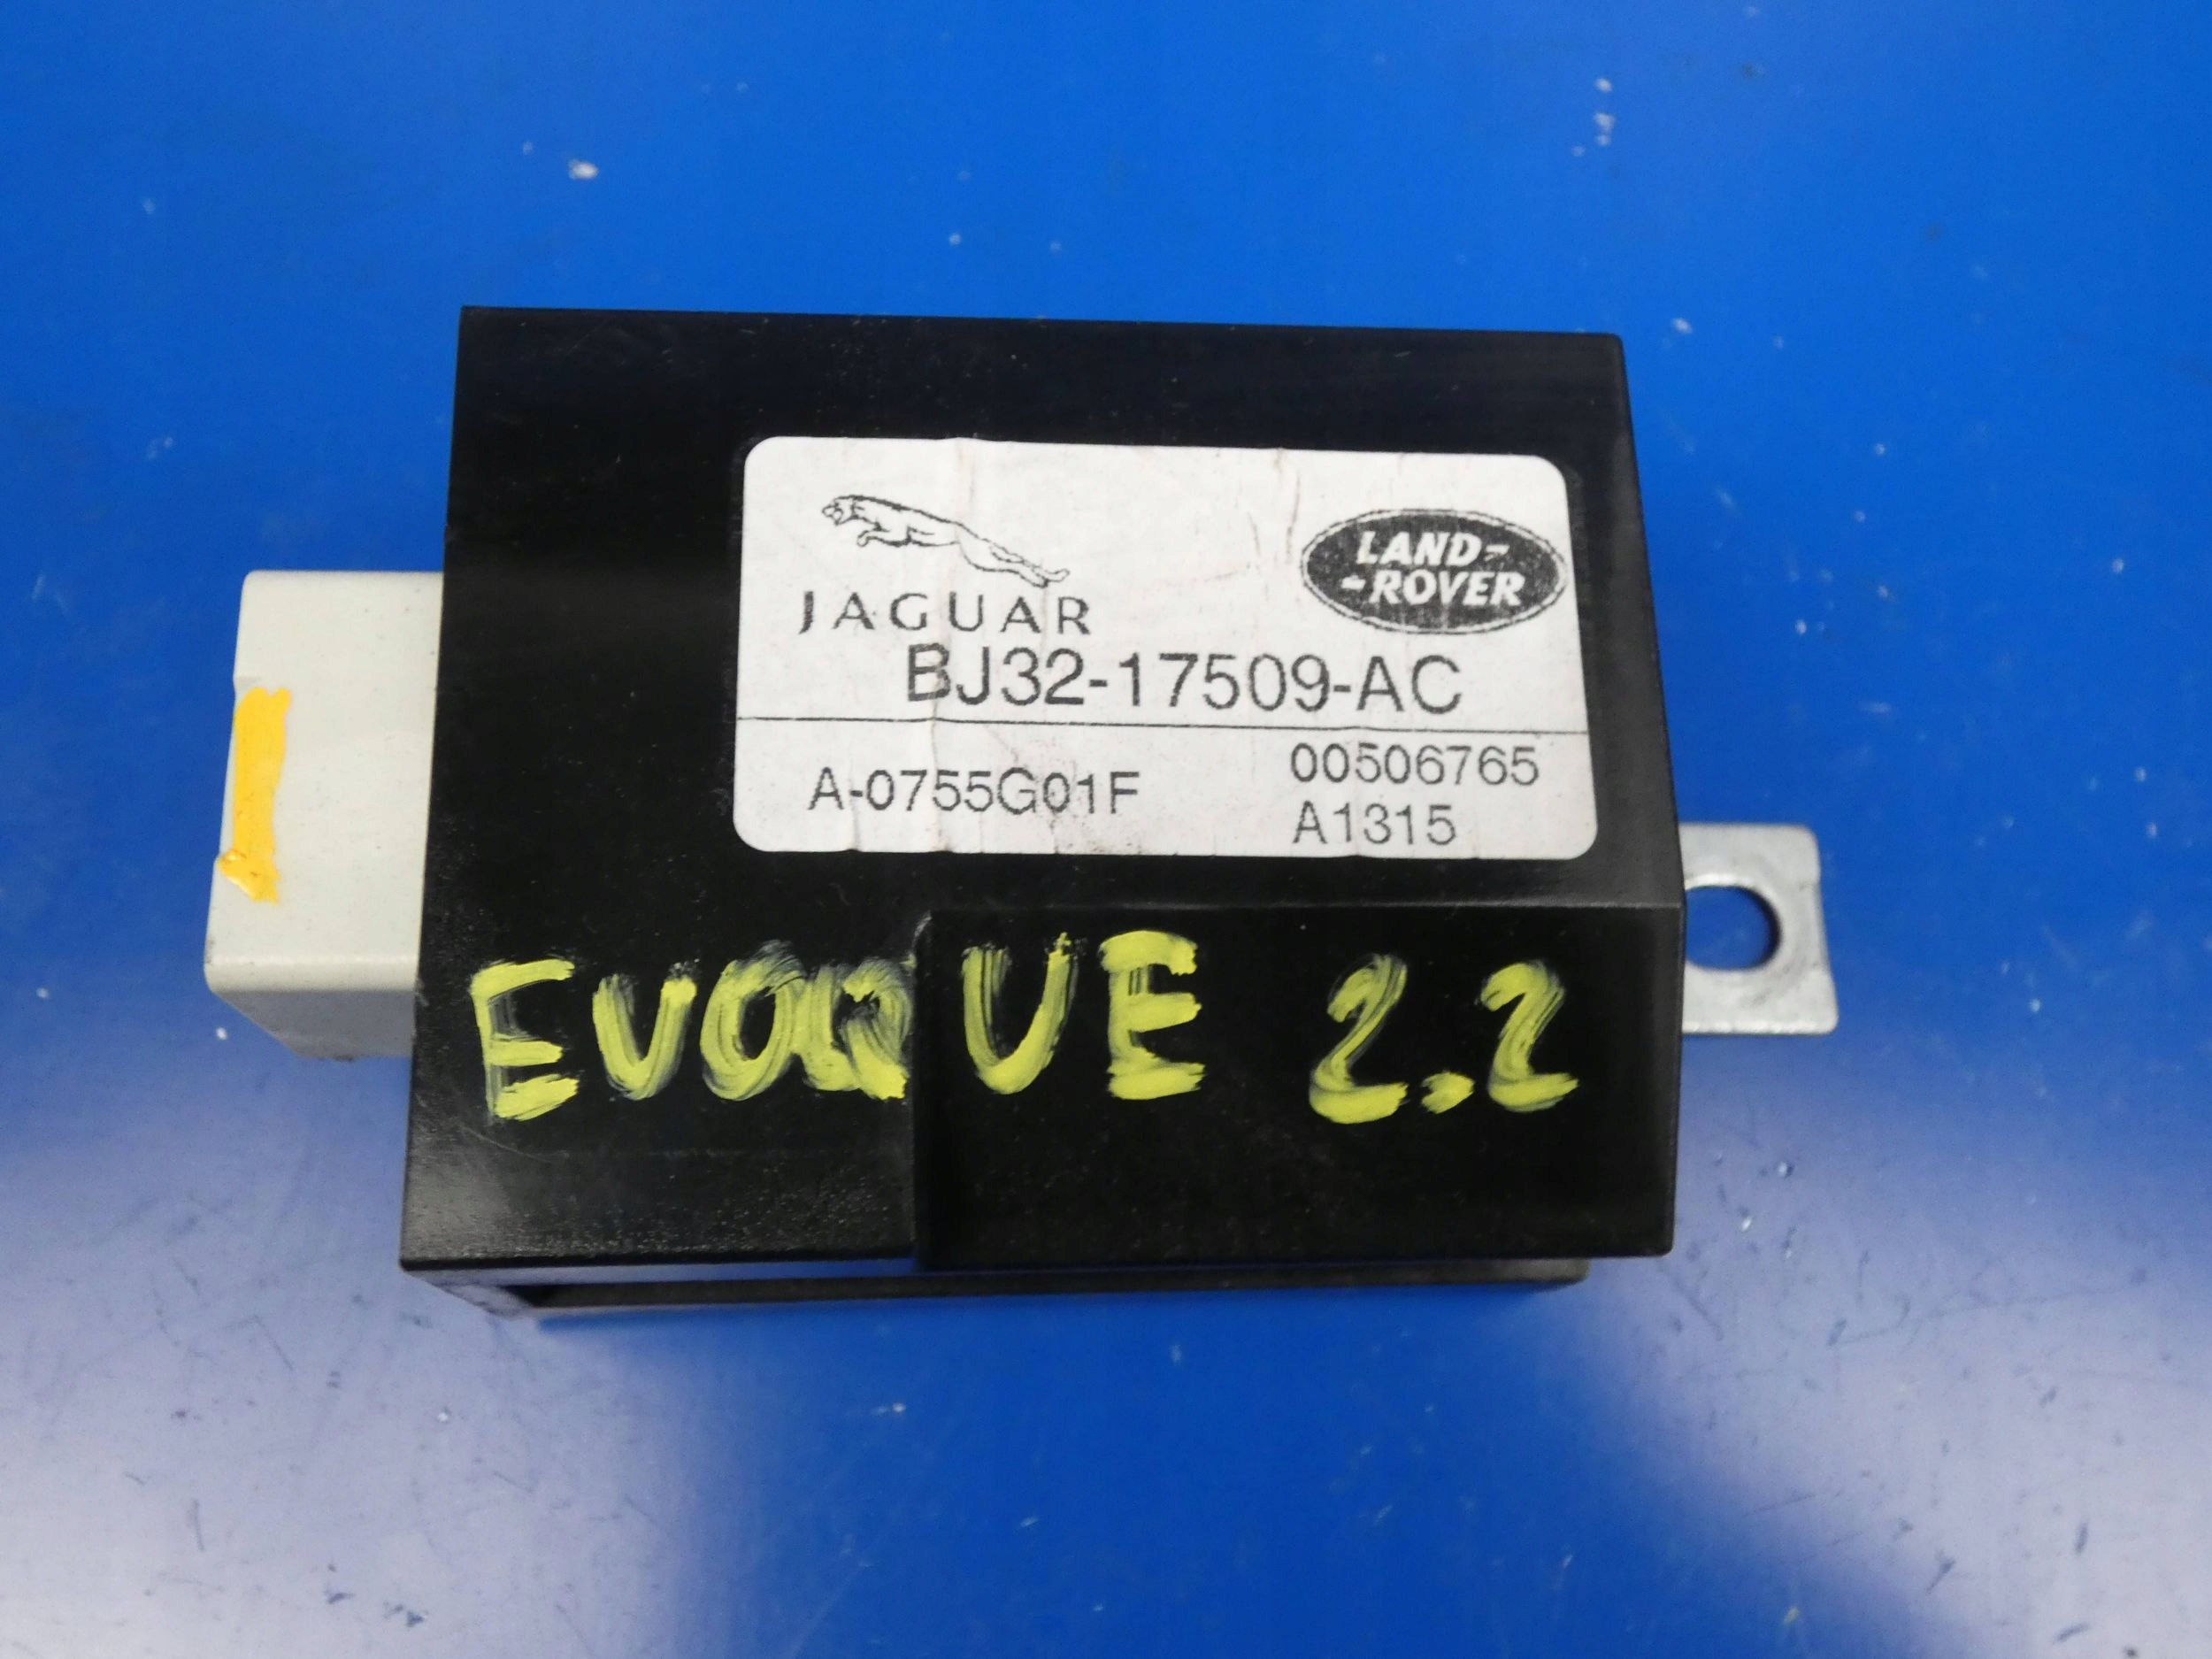 JAGUAR
LAND-
-ROVER
BJ32-17509-AC
A-0755G01F
00506765
A1315
EVOQUE 2.2